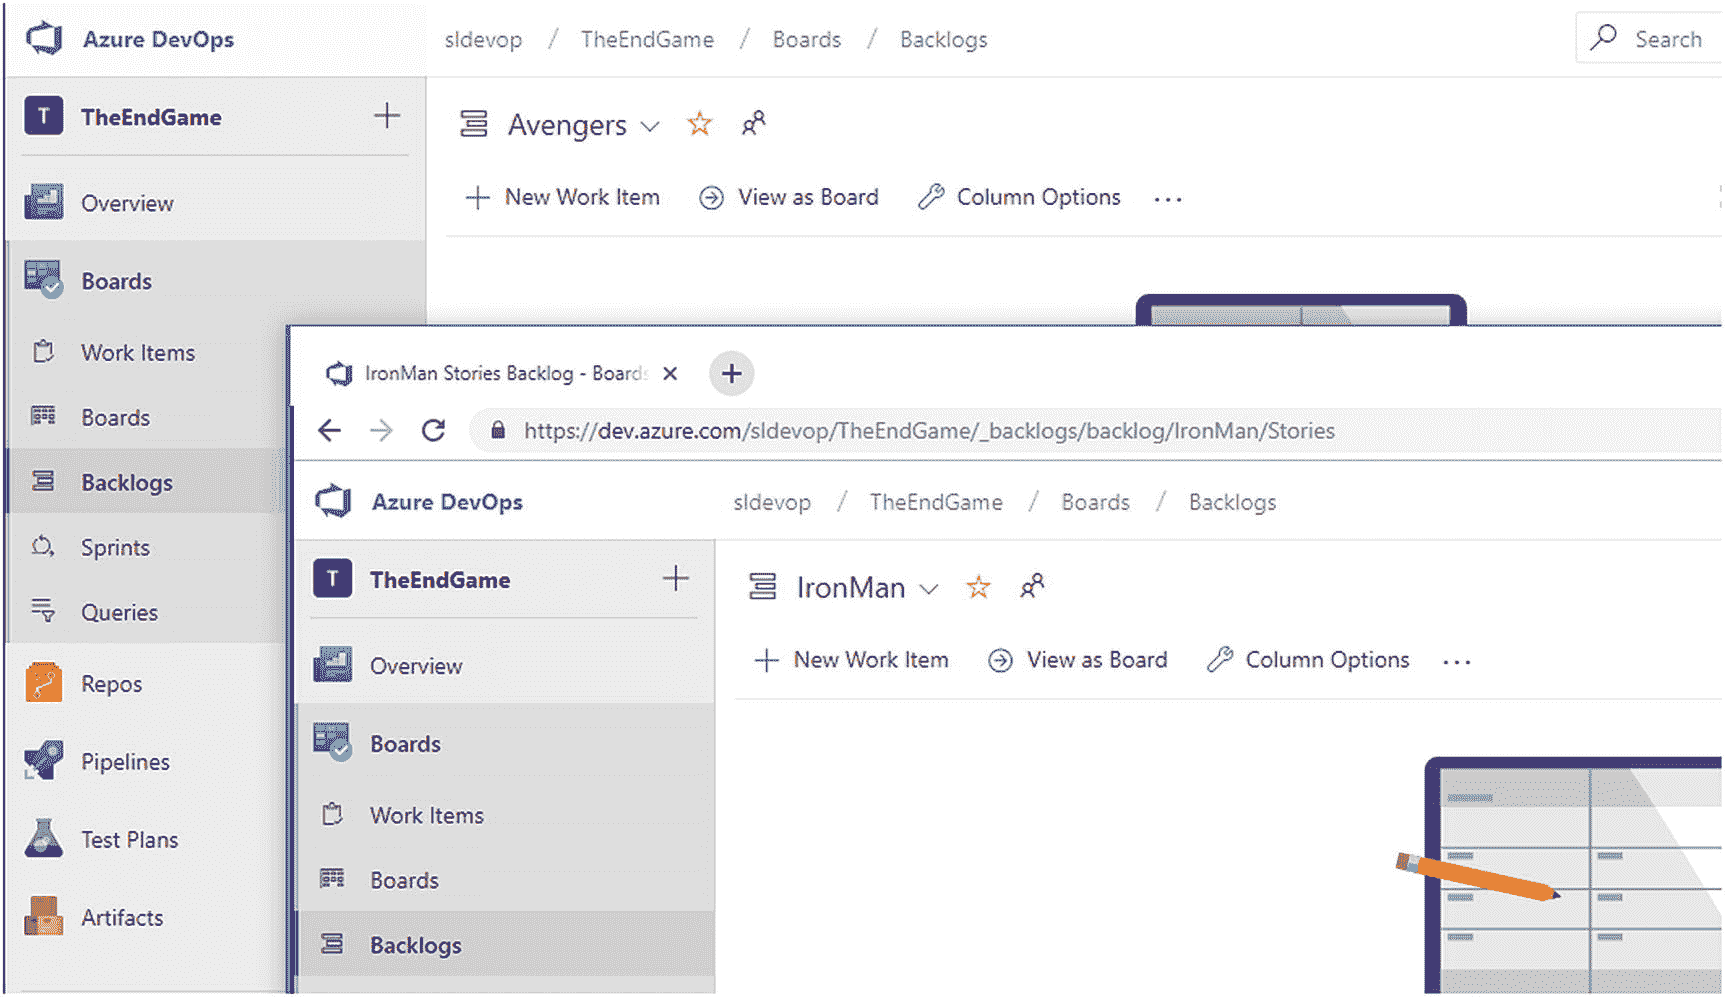 Azure DevOps
sldevop / TheEndGame / Boards / Backlogs
Search
T TheEndGame +
Avengers
+ New Work Item View as Board Column Options ...
Overview
Boards
Work Items
Boards
Backlogs
Sprints
Queries
Repos
Pipelines
Test Plans
Artifacts
IronMan Stories Backlog - Boards
https://dev.azure.com/sldevop/TheEndGame/_backlogs/backlog/IronMan/Stories
Azure DevOps
sldevop / TheEndGame / Boards / Backlogs
T TheEndGame +
IronMan
+ New Work Item View as Board Column Options ...
Overview
Boards
Work Items
Boards
Backlogs